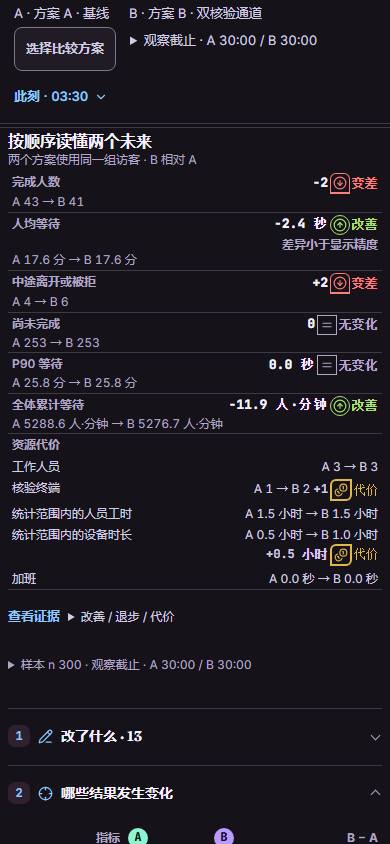 A · 方案 A · 基线
B · 方案 B · 双核验通道
选择比较方案
▶ 观察截止 · A 30:00 / B 30:00
此刻 · 03:30
按顺序读懂两个未来
两个方案使用同一组访客 · B 相对 A
完成人数 -2 变差
A 43 → B 41
人均等待 -2.4 秒 改善
差异小于显示精度
A 17.6 分 → B 17.6 分
中途离开或被拒 +2 变差
A 4 → B 6
尚未完成 0 = 无变化
A 253 → B 253
P90 等待 0.0 秒 = 无变化
A 25.8 分 → B 25.8 分
全体累计等待 -11.9 人·分钟 改善
A 5288.6 人·分钟 → B 5276.7 人·分钟
资源代价
工作人员 A 3 → B 3
核验终端 A 1 → B 2 +1 代价
统计范围内的人员工时 A 1.5 小时 → B 1.5 小时
统计范围内的设备时长 A 0.5 小时 → B 1.0 小时
+0.5 小时 代价
加班 A 0.0 秒 → B 0.0 秒
查看证据 ▶ 改善 / 退步 / 代价
▶ 样本 n 300 · 观察截止 · A 30:00 / B 30:00
1 改了什么 · 13
2 哪些结果发生变化
指标 A B B − A